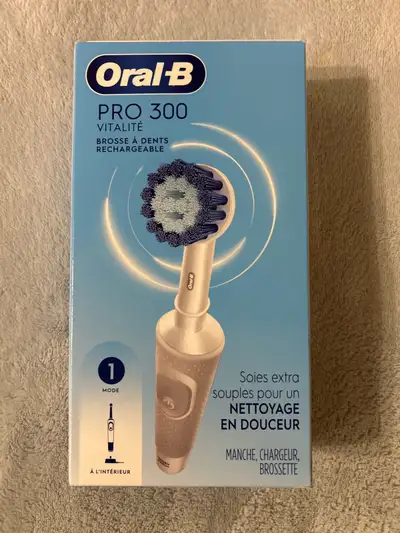 Oral-B
PRO 300
VITALITÉ
BROSSE À DENTS
RECHARGEABLE
Oral-B
1
MODE
À L'INTÉRIEUR
Soies extra
souples pour un
NETTOYAGE
EN DOUCEUR
MANCHE, CHARGEUR,
BROSSETTE